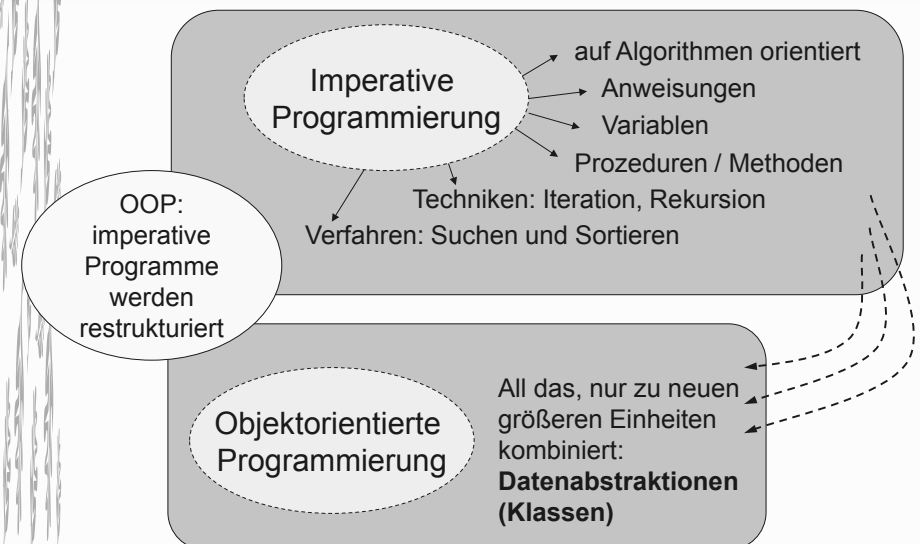 Imperative
Programmierung
auf Algorithmen orientiert
Anweisungen
Variablen
Prozeduren / Methoden
Techniken: Iteration, Rekursion
Verfahren: Suchen und Sortieren
OOP:
imperative
Programme
werden
restrukturiert
Objektorientierte
Programmierung
All das, nur zu neuen
größeren Einheiten
kombiniert:
Datenabstraktionen
(Klassen)